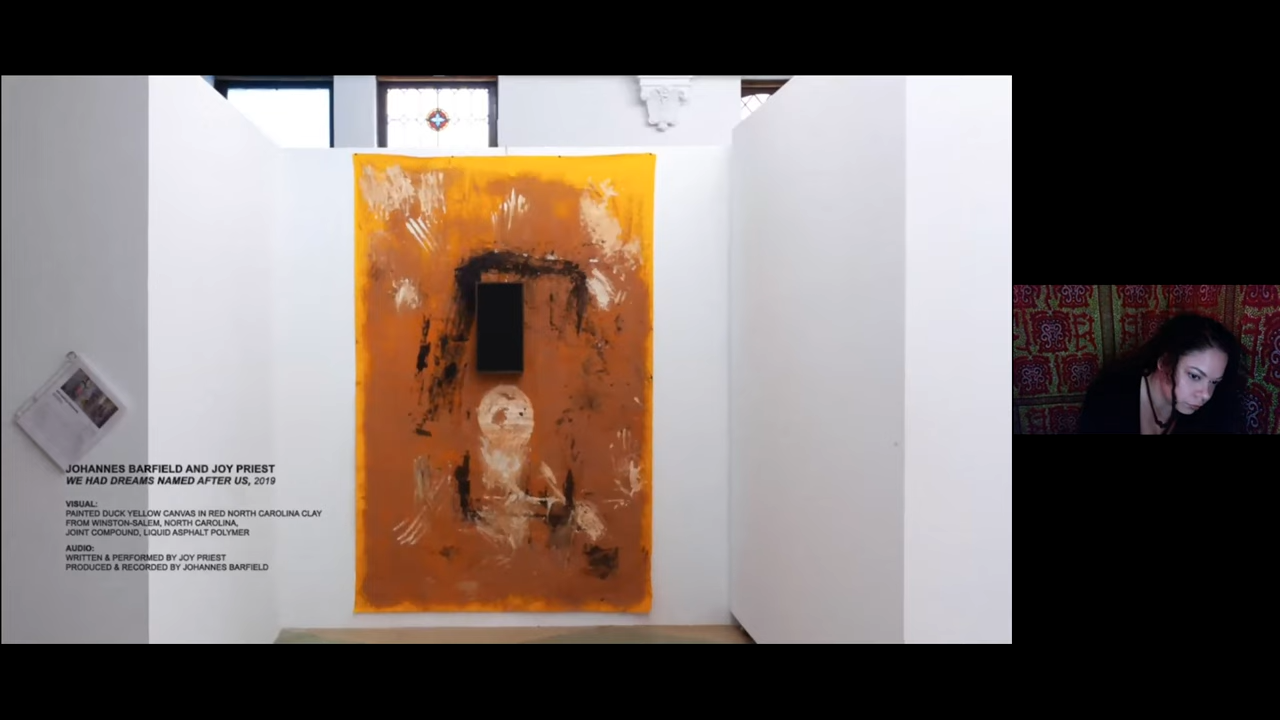 JOHANNES BARFIELD AND JOY PRIEST
WE HAD DREAMS NAMED AFTER US, 2019
VISUAL:
PAINTED DUCK YELLOW CANVAS IN RED NORTH CAROLINA CLAY
FROM WINSTON-SALEM, NORTH CAROLINA,
JOINT COMPOUND, LIQUID ASPHALT POLYMER
AUDIO:
WRITTEN & PERFORMED BY JOY PRIEST
PRODUCED & RECORDED BY JOHANNES BARFIELD